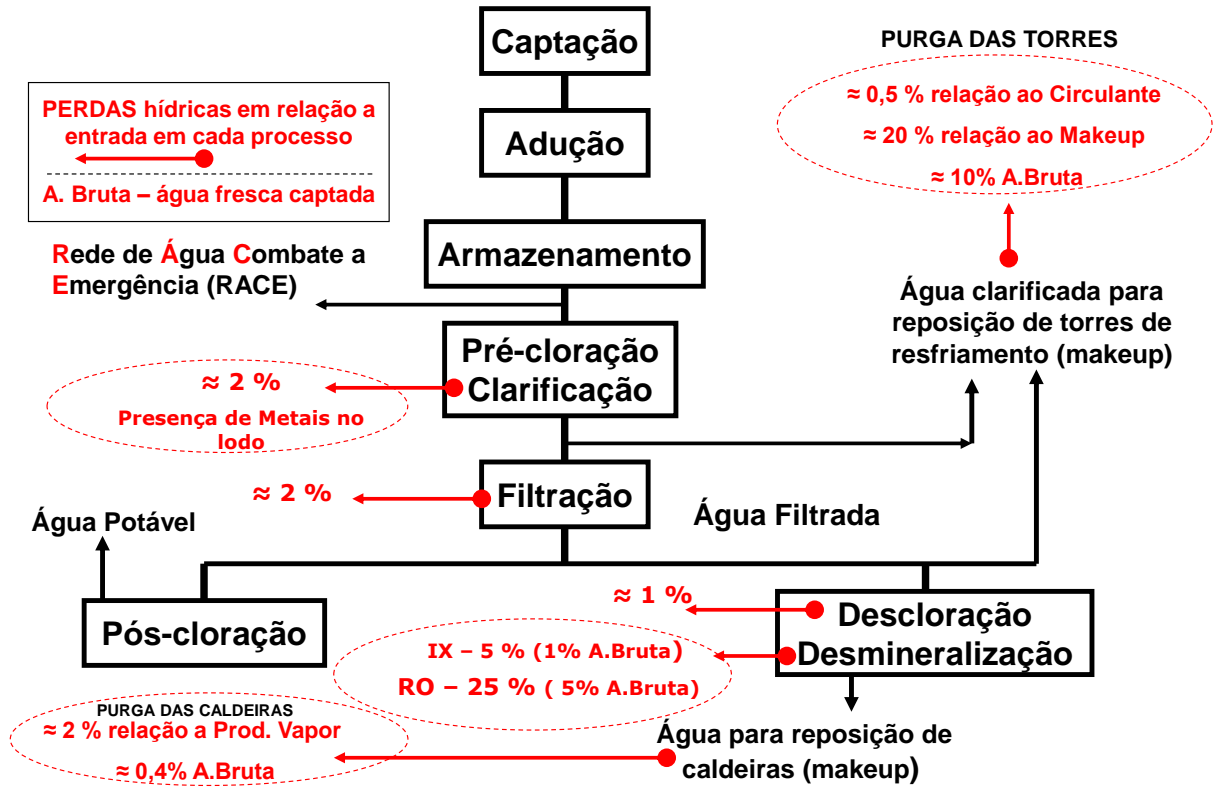 Captação
PURGA DAS TORRES
≈ 0,5 % relação ao Circulante
≈ 20 % relação ao Makeup
≈ 10% A.Bruta
PERDAS hídricas em relação a
entrada em cada processo
A. Bruta – água fresca captada
Adução
Armazenamento
Rede de Água Combate a
Emergência (RACE)
Água clarificada para
reposição de torres de
resfriamento (makeup)
Pré-cloração
Clarificação
≈ 2 %
Presença de Metais no
lodo
Filtração
≈ 2 %
Água Filtrada
Água Potável
Pós-cloração
≈ 1 %
Descloração
Desmineralização
IX – 5 % (1% A.Bruta)
RO – 25 % ( 5% A.Bruta)
PURGA DAS CALDEIRAS
≈ 2 % relação a Prod. Vapor
≈ 0,4% A.Bruta
Água para reposição de
caldeiras (makeup)